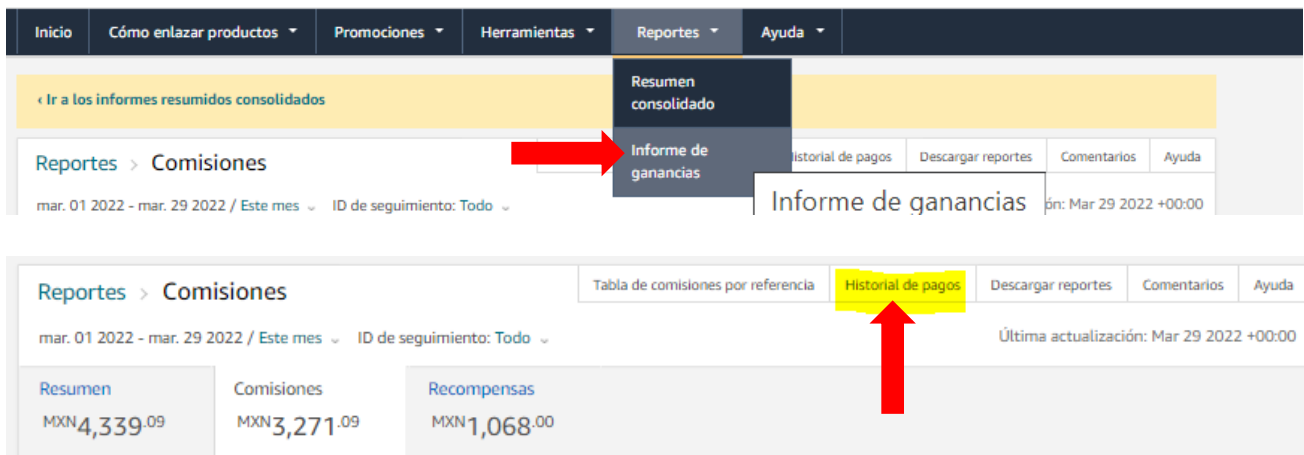 Inicio Cómo enlazar productos Promociones Herramientas Reportes Ayuda
Resumen
consolidado
‹ Ir a los informes resumidos consolidados
Informe de
ganancias
Reportes > Comisiones
Historial de pagos Descargar reportes Comentarios Ayuda
mar. 01 2022 - mar. 29 2022 / Este mes ID de seguimiento: Todo
Informe de ganancias
ón: Mar 29 2022 +00:00
Reportes > Comisiones
Tabla de comisiones por referencia Historial de pagos Descargar reportes Comentarios Ayuda
mar. 01 2022 - mar. 29 2022 / Este mes ID de seguimiento: Todo
Última actualización: Mar 29 2022 +00:00
Resumen Comisiones Recompensas
MXN4,339.09 MXN3,271.09 MXN1,068.00